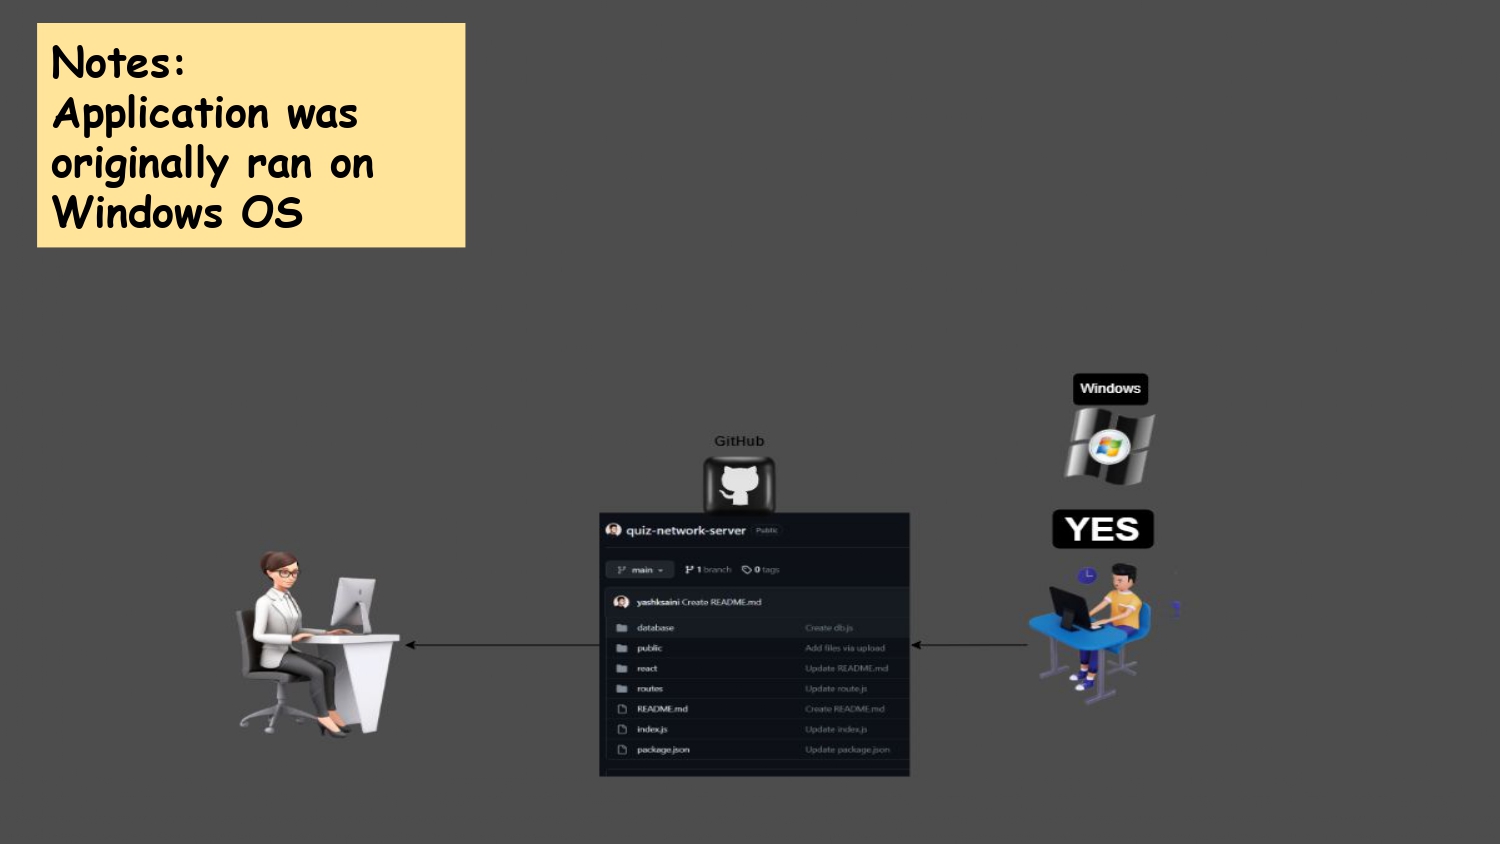 Notes:
Application was
originally ran on
Windows OS
Windows
GitHub
YES
quiz-network-server Public
main 1 branch 0 tags
yashksaini Create README.md
database Create db.js
public Add files via upload
react Update README.md
routes Update route.js
README.md Create README.md
index.js Update index.js
package.json Update package.json